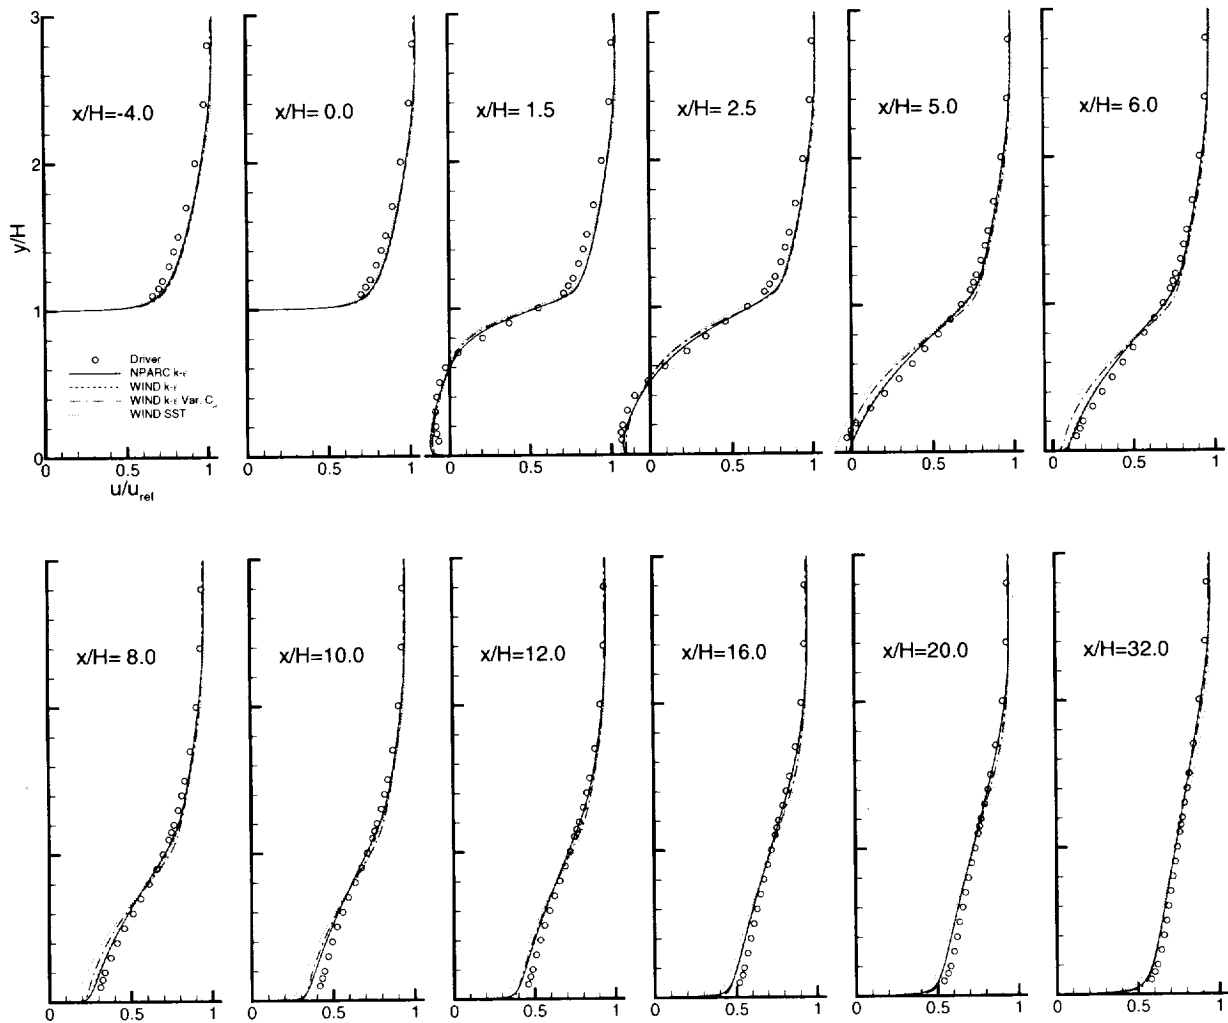 3
x/H=-4.0
x/H= 0.0
x/H= 1.5
x/H= 2.5
x/H= 5.0
x/H= 6.0
2
y/H
1
Driver
NPARC k-ε
WIND k-ε
WIND k-ε Var. C
WIND SST
0
0 0.5 1
0 0.5 1
0 0.5 1
0 0.5 1
0 0.5 1
0 0.5 1
u/u_rel
x/H= 8.0
x/H=10.0
x/H=12.0
x/H=16.0
x/H=20.0
x/H=32.0
0 0.5 1
0 0.5 1
0 0.5 1
0 0.5 1
0 0.5 1
0 0.5 1